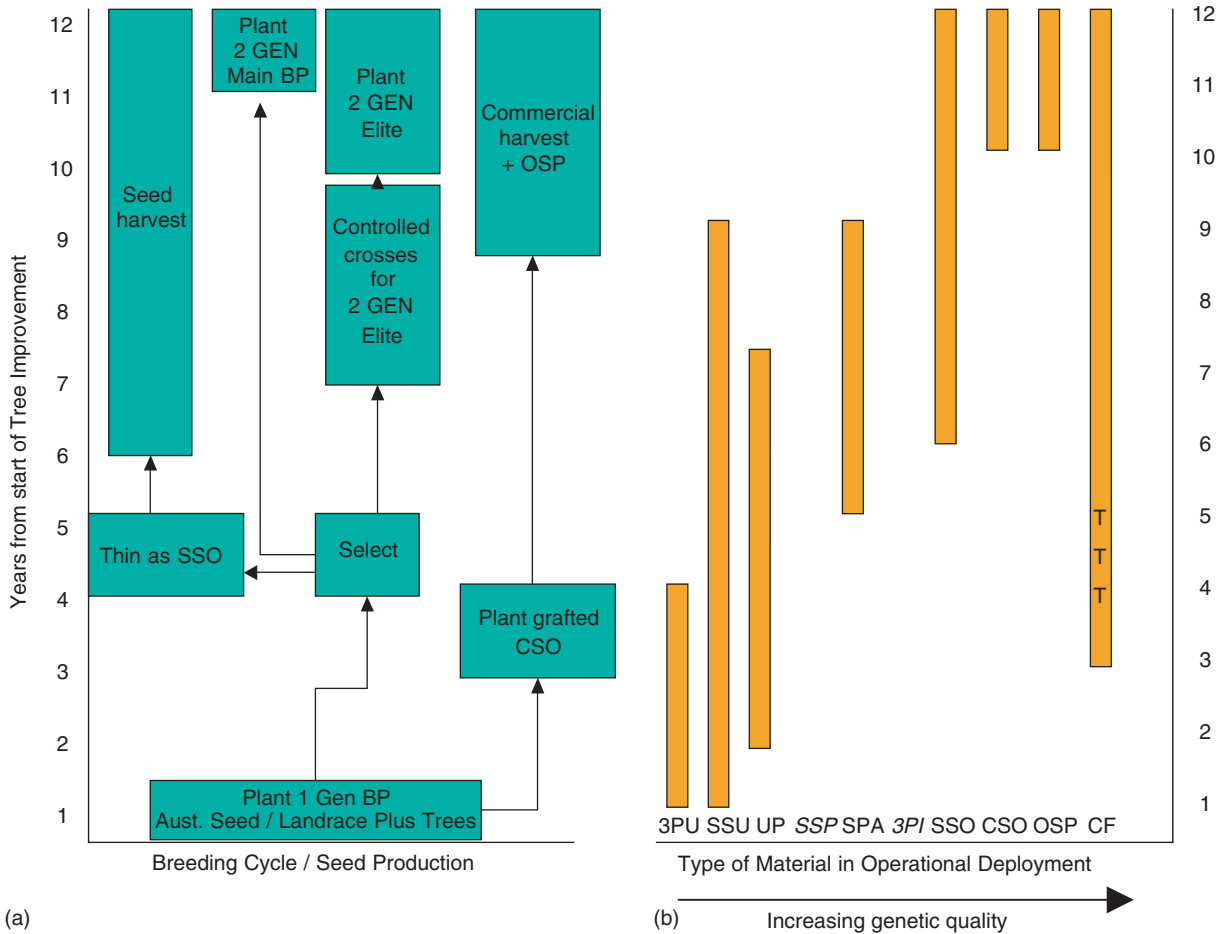 12
11
10
9
8
7
6
5
4
3
2
1
Years from start of Tree Improvement
Seed
harvest
Plant
2 GEN
Main BP
Plant
2 GEN
Elite
Commercial
harvest
+ OSP
Controlled
crosses
for
2 GEN
Elite
Thin as SSO
Select
Plant grafted
CSO
Plant 1 Gen BP
Aust. Seed / Landrace Plus Trees
Breeding Cycle / Seed Production
(a)
12
11
10
9
8
7
6
5
4
3
2
1
T
T
T
3PU SSU UP SSP SPA 3PI SSO CSO OSP CF
Type of Material in Operational Deployment
(b)
Increasing genetic quality